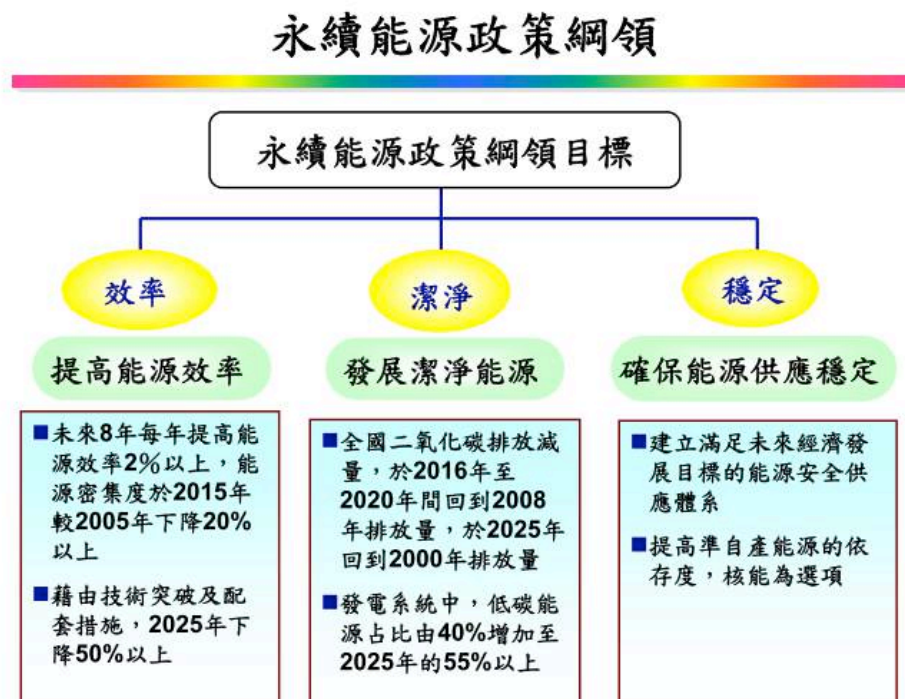 永續能源政策綱領
永續能源政策綱領目標
效率
潔淨
穩定
提高能源效率
發展潔淨能源
確保能源供應穩定
■未來8年每年提高能
源效率2%以上，能
源密集度於2015年
較2005年下降20%
以上
■藉由技術突破及配
套措施，2025年下
降50%以上
■全國二氧化碳排放減
量，於2016年至
2020年間回到2008
年排放量，於2025年
回到2000年排放量
■發電系統中，低碳能
源占比由40%增加至
2025年的55%以上
■建立滿足未來經濟發
展目標的能源安全供
應體系
■提高準自產能源的依
存度，核能為選項